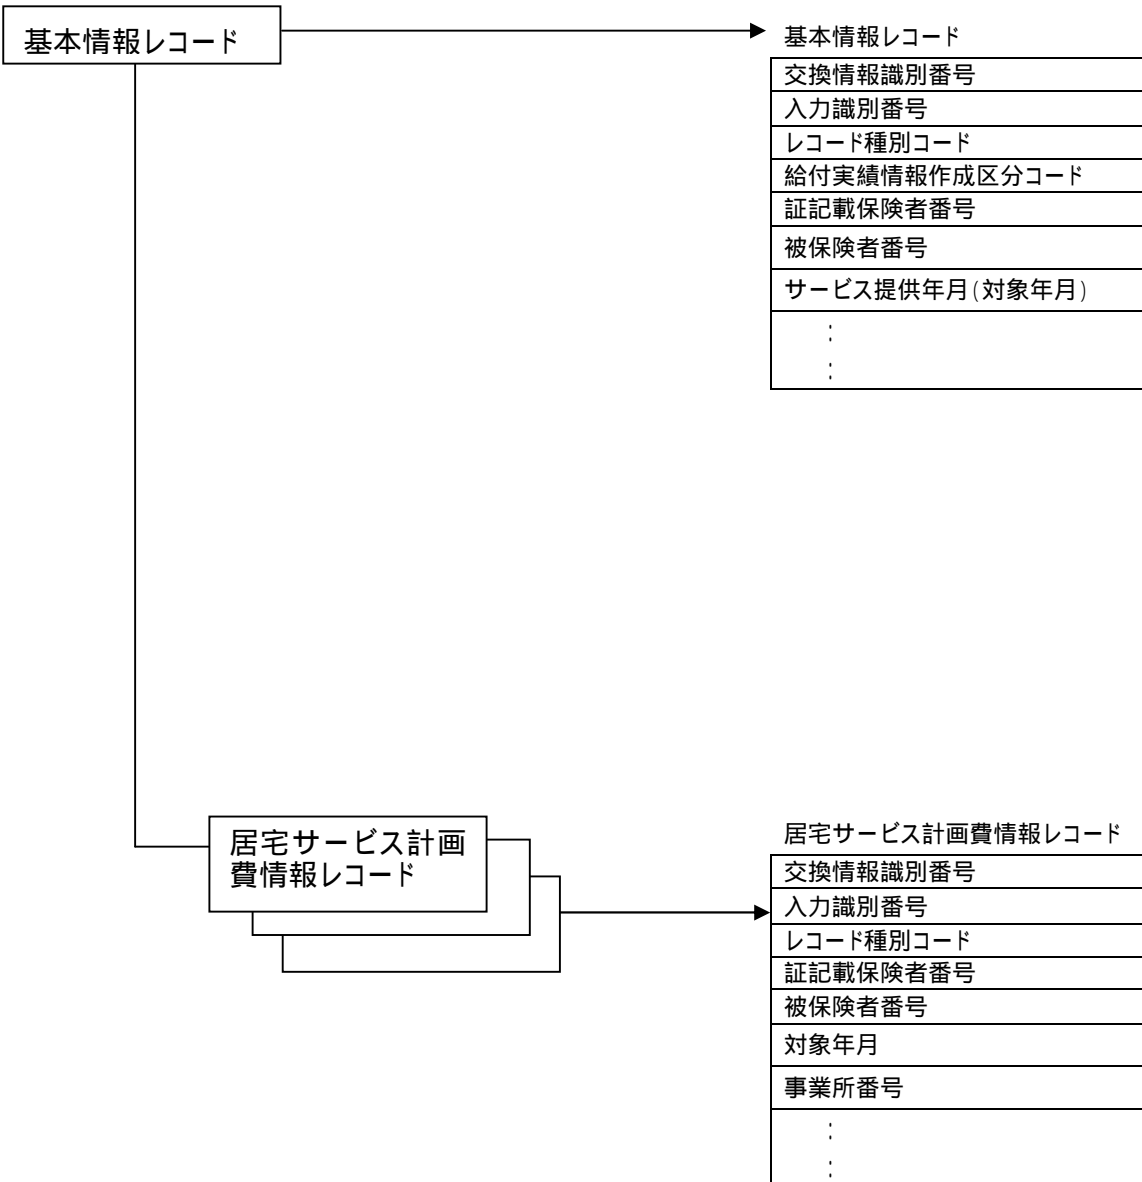 基本情報レコード
基本情報レコード
交換情報識別番号
入力識別番号
レコード種別コード
給付実績情報作成区分コード
証記載保険者番号
被保険者番号
サービス提供年月(対象年月)
:
:
居宅サービス計画
費情報レコード
居宅サービス計画費情報レコード
交換情報識別番号
入力識別番号
レコード種別コード
証記載保険者番号
被保険者番号
対象年月
事業所番号
:
: